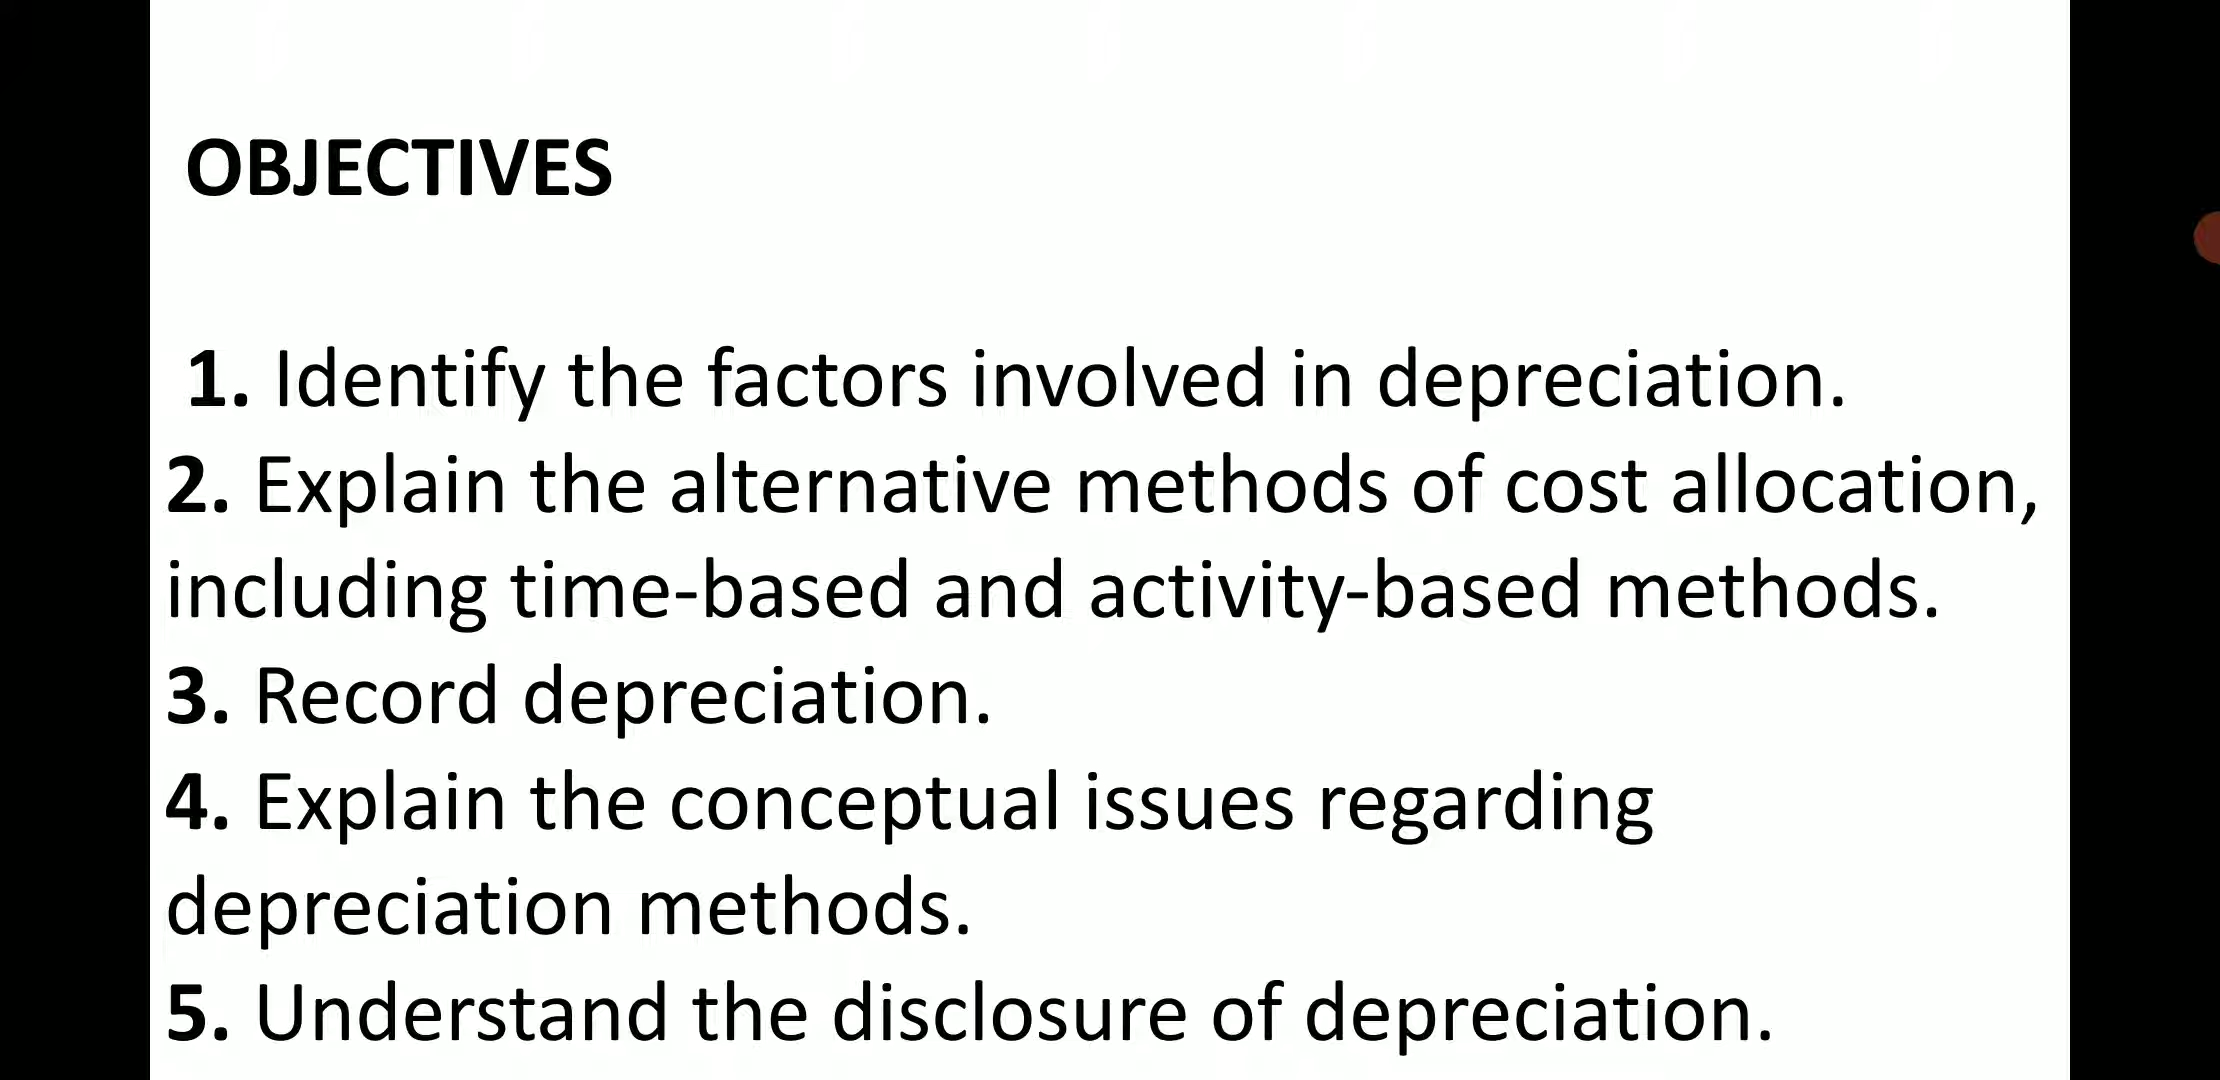 OBJECTIVES
1. Identify the factors involved in depreciation.
2. Explain the alternative methods of cost allocation,
including time-based and activity-based methods.
3. Record depreciation.
4. Explain the conceptual issues regarding
depreciation methods.
5. Understand the disclosure of depreciation.